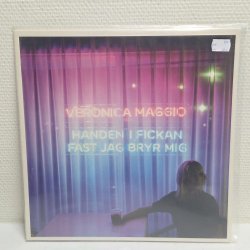 VERONICA MAGGIO
HANDEN I FICKAN
FAST JAG BRYR MIG